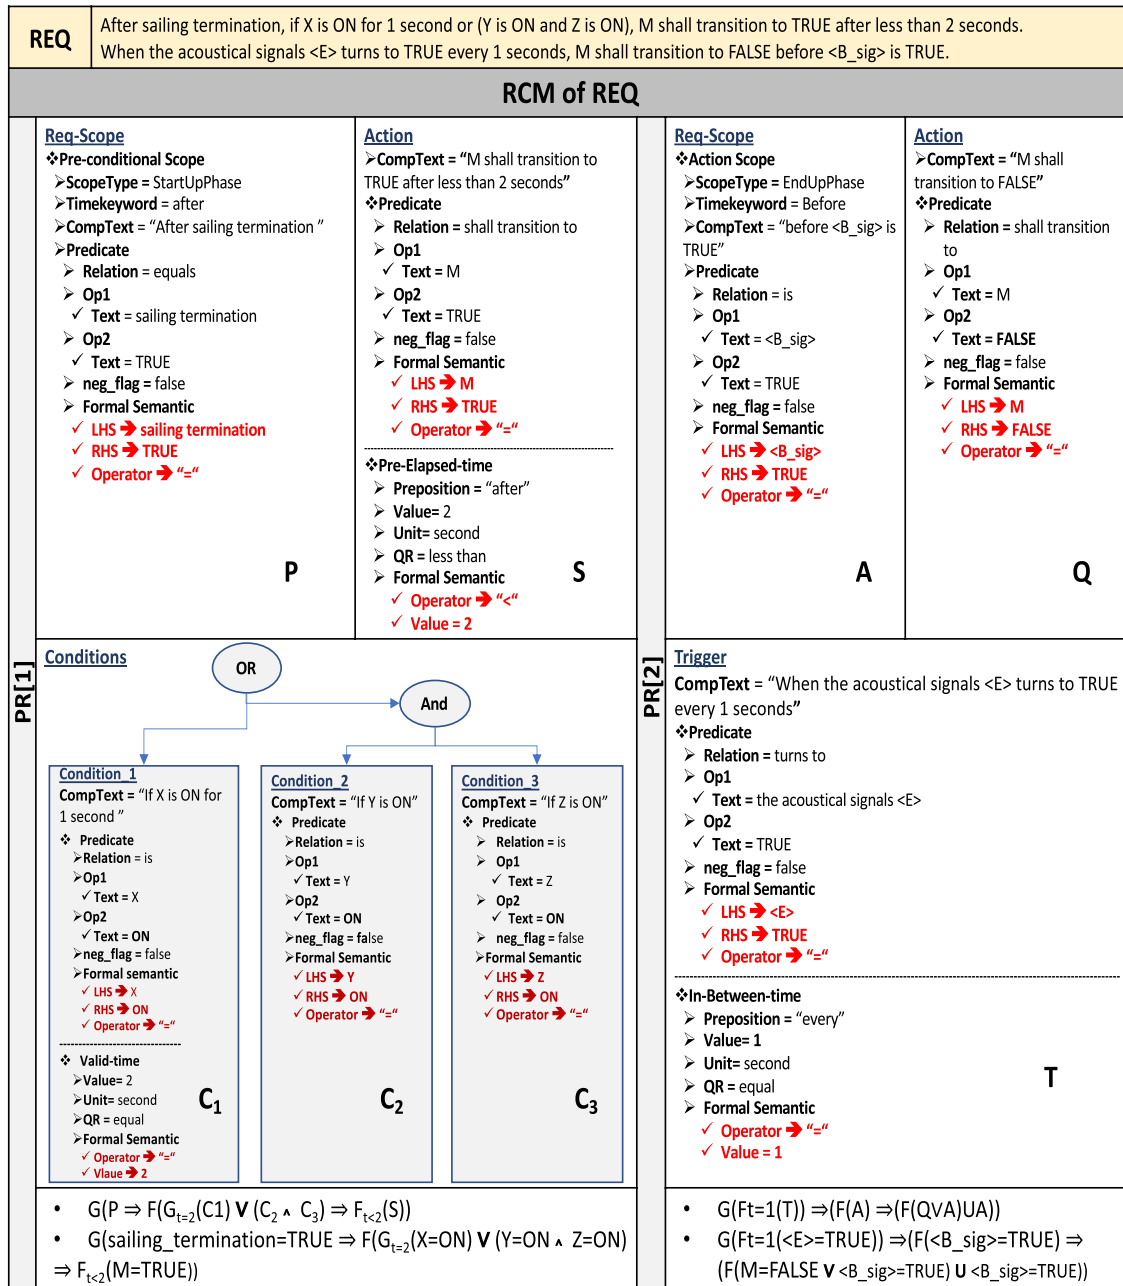 REQ
After sailing termination, if X is ON for 1 second or (Y is ON and Z is ON), M shall transition to TRUE after less than 2 seconds.
When the acoustical signals <E> turns to TRUE every 1 seconds, M shall transition to FALSE before <B_sig> is TRUE.
RCM of REQ
PR[1]
Req-Scope
❖Pre-conditional Scope
➢ScopeType = StartUpPhase
➢Timekeyword = after
➢CompText = “After sailing termination ”
➢Predicate
➢ Relation = equals
➢ Op1
✓ Text = sailing termination
➢ Op2
✓ Text = TRUE
➢ neg_flag = false
➢ Formal Semantic
✓ LHS ➔ sailing termination
✓ RHS ➔ TRUE
✓ Operator ➔ “=“
P
Action
➢CompText = “M shall transition to
TRUE after less than 2 seconds”
❖Predicate
➢ Relation = shall transition to
➢ Op1
✓ Text = M
➢ Op2
✓ Text = TRUE
➢ neg_flag = false
➢ Formal Semantic
✓ LHS ➔ M
✓ RHS ➔ TRUE
✓ Operator ➔ “=“
❖Pre-Elapsed-time
➢ Preposition = “after”
➢ Value= 2
➢ Unit= second
➢ QR = less than
➢ Formal Semantic
✓ Operator ➔ “<“
✓ Value = 2
S
Conditions
OR
And
Condition_1
CompText = “If X is ON for
1 second ”
❖ Predicate
➢Relation = is
➢Op1
✓Text = X
➢Op2
✓Text = ON
➢neg_flag = false
➢Formal semantic
✓ LHS ➔ X
✓ RHS ➔ ON
✓ Operator ➔ “=“
❖ Valid-time
➢Value= 2
➢Unit= second
➢QR = equal
➢Formal Semantic
✓ Operator ➔ “=“
✓ Vlaue ➔ 2
C1
Condition_2
CompText = “If Y is ON”
❖ Predicate
➢Relation = is
➢Op1
✓Text = Y
➢Op2
✓Text = ON
➢neg_flag = false
➢Formal Semantic
✓LHS ➔ Y
✓RHS ➔ ON
✓Operator ➔ “=“
C2
Condition_3
CompText = “If Z is ON”
❖ Predicate
➢ Relation = is
➢ Op1
✓ Text = Z
➢ Op2
✓ Text = ON
➢ neg_flag = false
➢Formal Semantic
✓ LHS ➔ Z
✓ RHS ➔ ON
✓ Operator ➔ “=“
C3
• G(P ⇒ F(Gt=2(C1) V (C2 ∧ C3) ⇒ Ft<2(S))
• G(sailing_termination=TRUE ⇒ F(Gt=2(X=ON) V (Y=ON ∧ Z=ON)
⇒ Ft<2(M=TRUE))
PR[2]
Req-Scope
❖Action Scope
➢ScopeType = EndUpPhase
➢Timekeyword = Before
➢CompText = “before <B_sig> is
TRUE”
➢Predicate
➢ Relation = is
➢ Op1
✓ Text = <B_sig>
➢ Op2
✓ Text = TRUE
➢ neg_flag = false
➢ Formal Semantic
✓ LHS ➔ <B_sig>
✓ RHS ➔ TRUE
✓ Operator ➔ “=“
A
Action
➢CompText = “M shall
transition to FALSE”
❖Predicate
➢ Relation = shall transition
to
➢ Op1
✓ Text = M
➢ Op2
✓ Text = FALSE
➢ neg_flag = false
➢ Formal Semantic
✓ LHS ➔ M
✓ RHS ➔ FALSE
✓ Operator ➔ “=“
Q
Trigger
CompText = “When the acoustical signals <E> turns to TRUE
every 1 seconds”
❖Predicate
➢ Relation = turns to
➢ Op1
✓ Text = the acoustical signals <E>
➢ Op2
✓ Text = TRUE
➢ neg_flag = false
➢ Formal Semantic
✓ LHS ➔ <E>
✓ RHS ➔ TRUE
✓ Operator ➔ “=“
❖In-Between-time
➢ Preposition = “every”
➢ Value= 1
➢ Unit= second
➢ QR = equal
➢ Formal Semantic
✓ Operator ➔ “=“
✓ Value = 1
T
• G(Ft=1(T)) ⇒(F(A) ⇒(F(Q∨A)UA))
• G(Ft=1(<E>=TRUE)) ⇒(F(<B_sig>=TRUE) ⇒
(F(M=FALSE V <B_sig>=TRUE) U <B_sig>=TRUE))